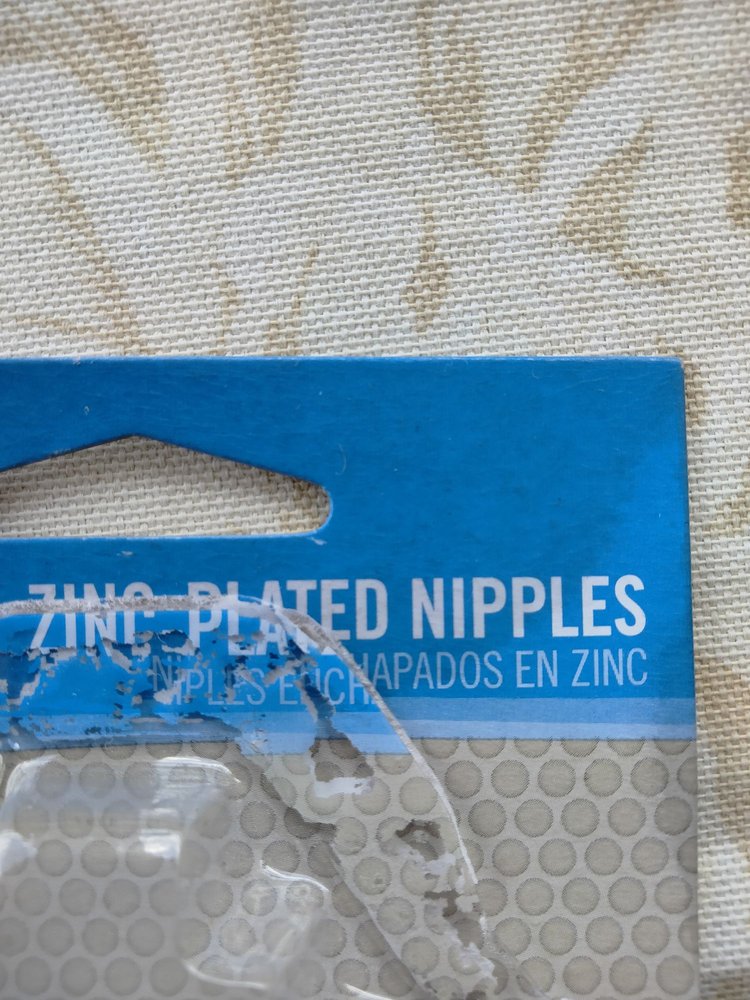 ZINC-PLATED NIPPLES
NIPLES ENCHAPADOS EN ZINC